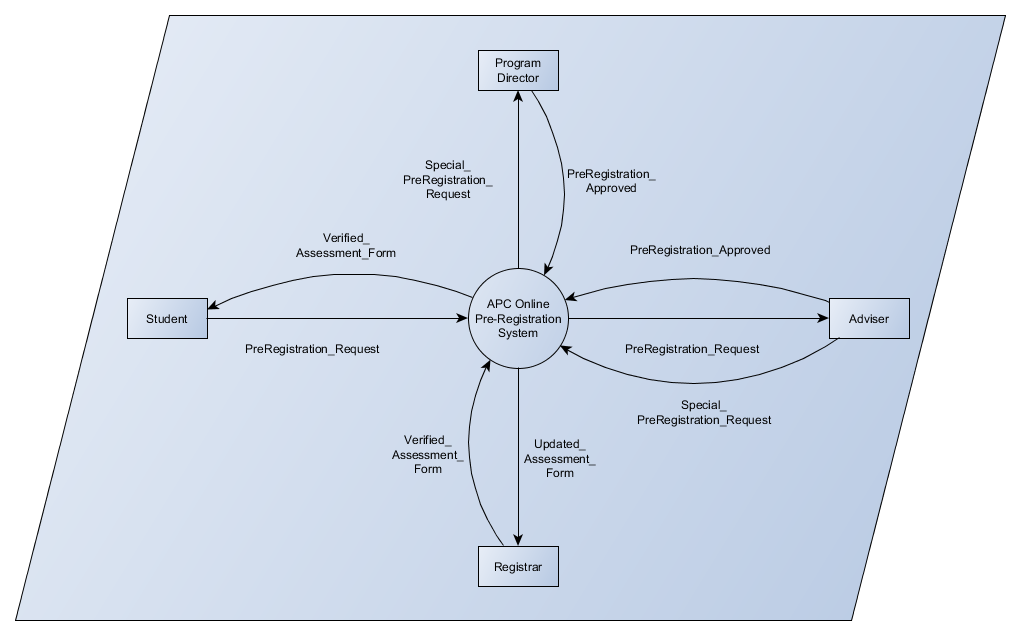 Program
Director
Special_
PreRegistration_
Request
PreRegistration_
Approved
Verified_
Assessment_Form
PreRegistration_Approved
Student
APC Online
Pre-Registration
System
Adviser
PreRegistration_Request
PreRegistration_Request
Special_
PreRegistration_Request
Verified_
Assessment_
Form
Updated_
Assessment_
Form
Registrar